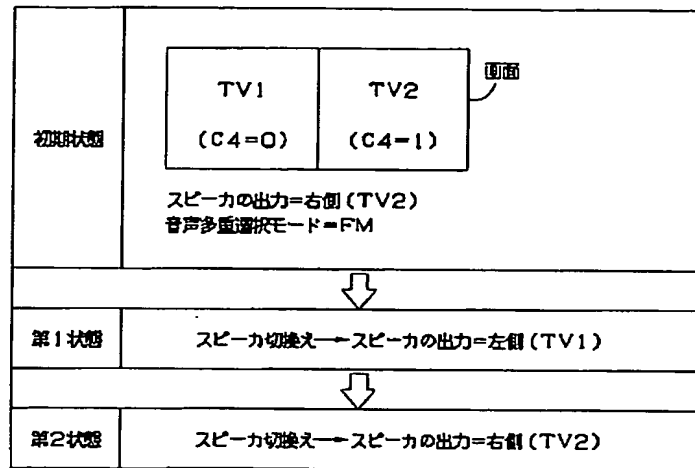 初期状態
TV1 TV2
画面
(C4=0) (C4=1)
スピーカの出力=右側(TV2)
音声多重選択モード=FM
第1状態 スピーカ切換え→スピーカの出力=左側(TV1)
第2状態 スピーカ切換え→スピーカの出力=右側(TV2)